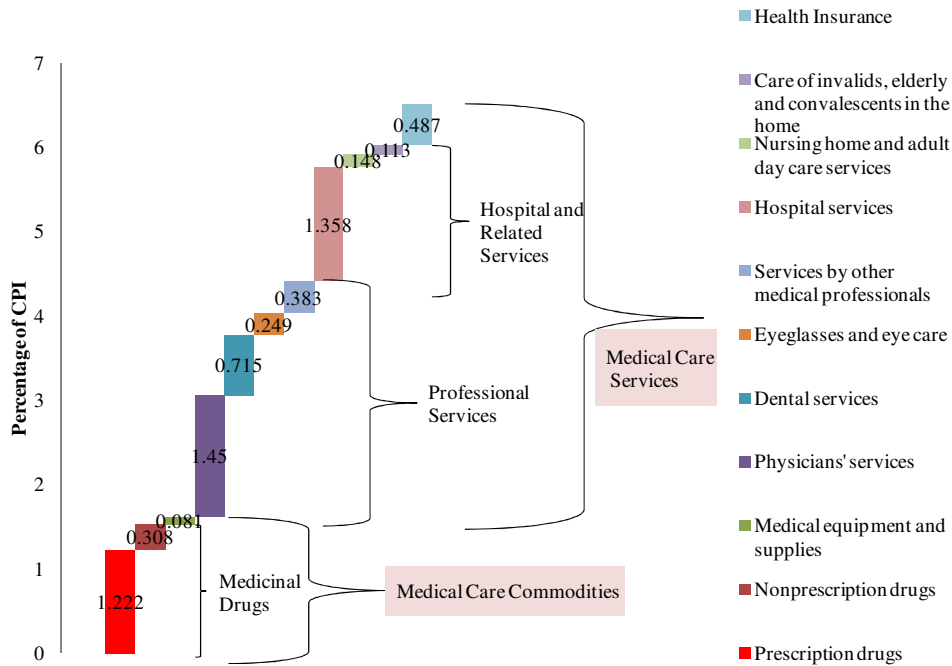 Percentage of CPI
7
6
5
4
3
2
1
0
1.222
0.308
0.081
1.45
0.715
0.249
0.383
1.358
0.148
0.113
0.487
Medicinal
Drugs
Medical Care Commodities
Professional
Services
Hospital and
Related
Services
Medical Care
Services
Health Insurance
Care of invalids, elderly
and convalescents in the
home
Nursing home and adult
day care services
Hospital services
Services by other
medical professionals
Eyeglasses and eye care
Dental services
Physicians' services
Medical equipment and
supplies
Nonprescription drugs
Prescription drugs